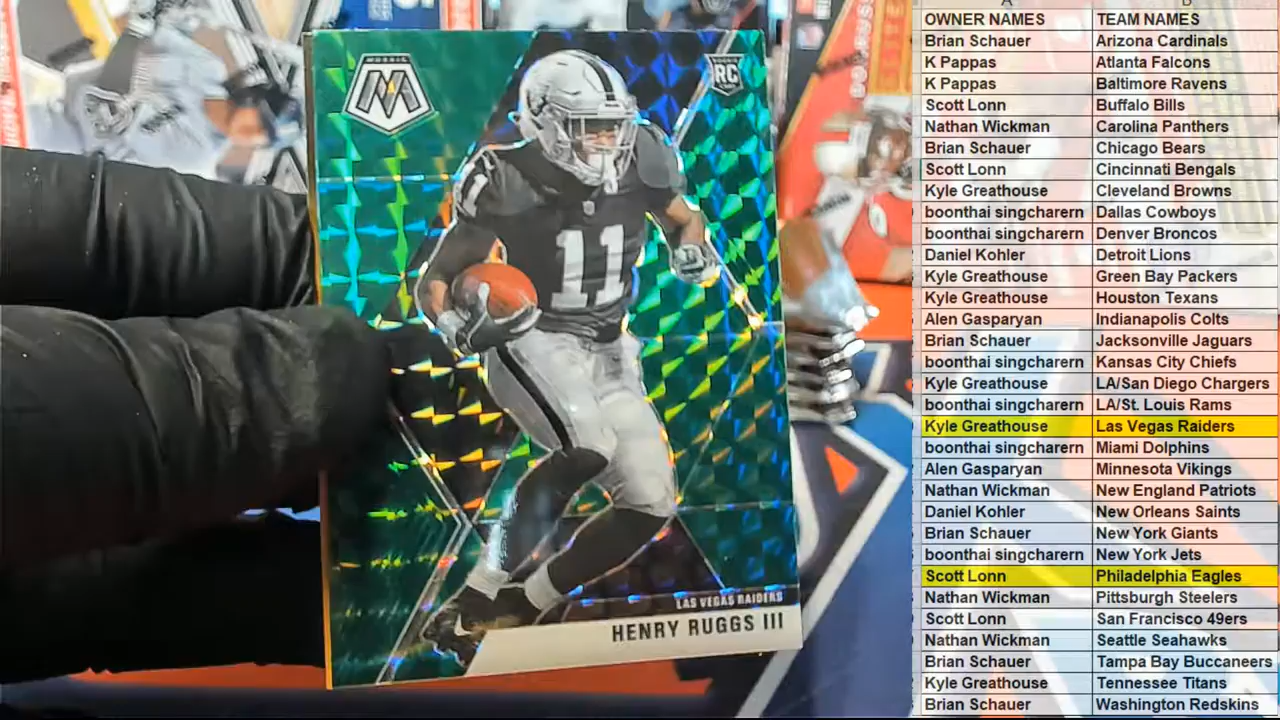 MOSAIC
RC
11
11
LAS VEGAS RAIDERS
HENRY RUGGS III
A B
OWNER NAMES TEAM NAMES
Brian Schauer Arizona Cardinals
K Pappas Atlanta Falcons
K Pappas Baltimore Ravens
Scott Lonn Buffalo Bills
Nathan Wickman Carolina Panthers
Brian Schauer Chicago Bears
Scott Lonn Cincinnati Bengals
Kyle Greathouse Cleveland Browns
boonthai singcharern Dallas Cowboys
boonthai singcharern Denver Broncos
Daniel Kohler Detroit Lions
Kyle Greathouse Green Bay Packers
Kyle Greathouse Houston Texans
Alen Gasparyan Indianapolis Colts
Brian Schauer Jacksonville Jaguars
boonthai singcharern Kansas City Chiefs
Kyle Greathouse LA/San Diego Chargers
boonthai singcharern LA/St. Louis Rams
Kyle Greathouse Las Vegas Raiders
boonthai singcharern Miami Dolphins
Alen Gasparyan Minnesota Vikings
Nathan Wickman New England Patriots
Daniel Kohler New Orleans Saints
Brian Schauer New York Giants
boonthai singcharern New York Jets
Scott Lonn Philadelphia Eagles
Nathan Wickman Pittsburgh Steelers
Scott Lonn San Francisco 49ers
Nathan Wickman Seattle Seahawks
Brian Schauer Tampa Bay Buccaneers
Kyle Greathouse Tennessee Titans
Brian Schauer Washington Redskins